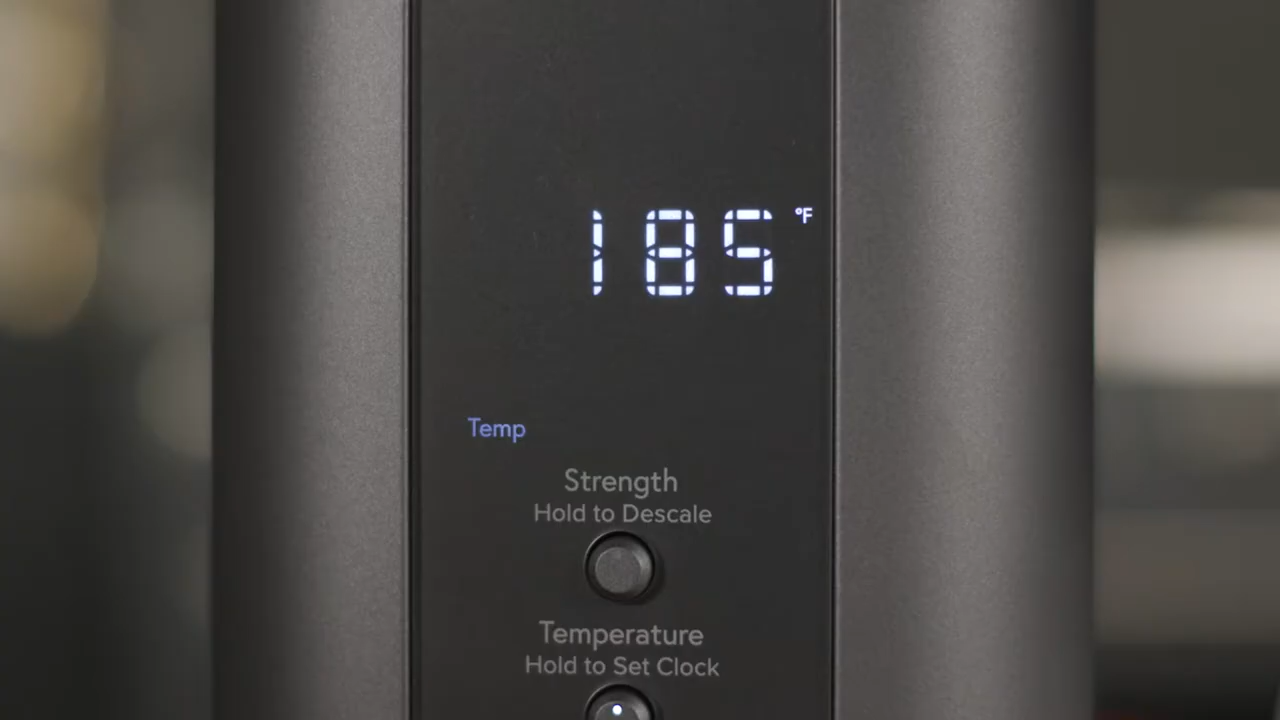 185 °F
Temp
Strength
Hold to Descale
Temperature
Hold to Set Clock